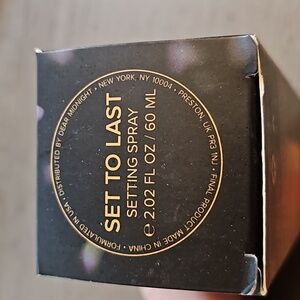 SET TO LAST
SETTING SPRAY
e 2.02 FL OZ / 60 ML
DISTRIBUTED BY DEAR MIDNIGHT • NEW YORK, NY 10004 • PRESTON, UK PR3 1NJ • FINAL PRODUCT MADE IN CHINA • FORMULATED IN USA •